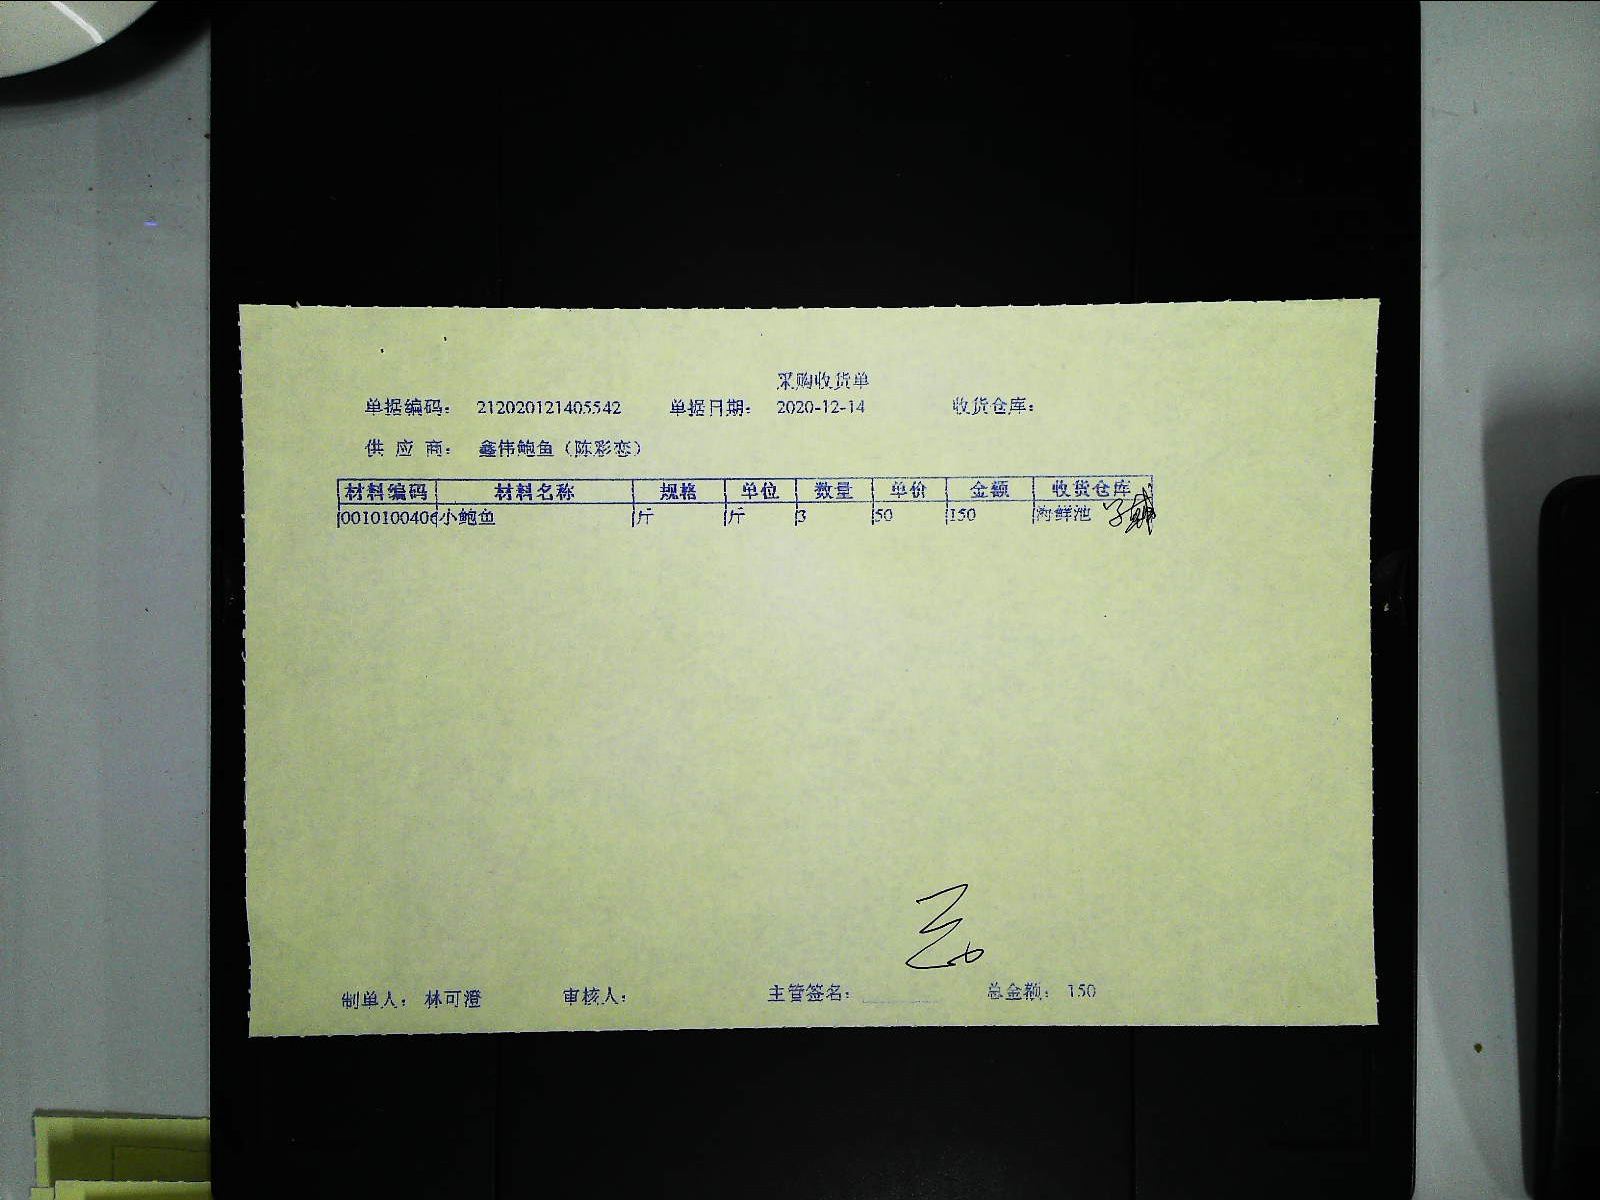 采购收货单
单据编码： 212020121405542 单据日期： 2020-12-14 收货仓库：
供 应 商： 鑫伟鲍鱼（陈彩恋）
材料编码 材料名称 规格 单位 数量 单价 金额 收货仓库
0010100406 小鲍鱼 斤 斤 3 50 150 海鲜池
制单人： 林可澄 审核人： 主管签名： 总金额： 150